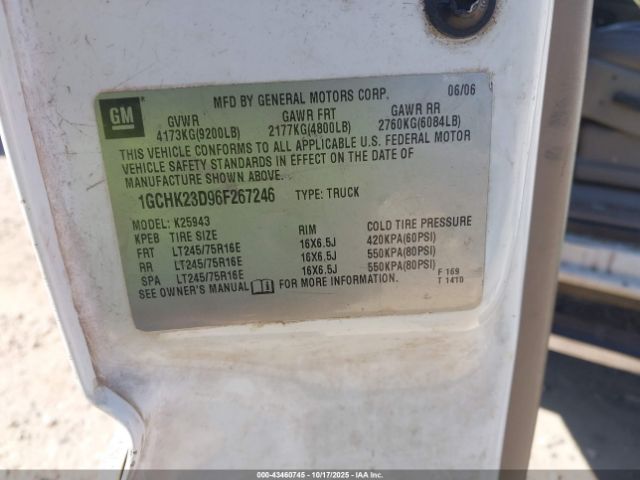 GM
MFD BY GENERAL MOTORS CORP. 06/06
GVWR GAWR FRT GAWR RR
4173KG(9200LB) 2177KG(4800LB) 2760KG(6084LB)
THIS VEHICLE CONFORMS TO ALL APPLICABLE U.S. FEDERAL MOTOR
VEHICLE SAFETY STANDARDS IN EFFECT ON THE DATE OF
MANUFACTURE SHOWN ABOVE.
1GCHK23D96F267246 TYPE: TRUCK
MODEL: K25943
KPEB TIRE SIZE RIM COLD TIRE PRESSURE
FRT LT245/75R16E 16X6.5J 420KPA(60PSI)
RR LT245/75R16E 16X6.5J 550KPA(80PSI)
SPA LT245/75R16E 16X6.5J 550KPA(80PSI)
SEE OWNER'S MANUAL FOR MORE INFORMATION.
F 169
T 1410
000-43460745 - 10/17/2025 - IAAI.COM